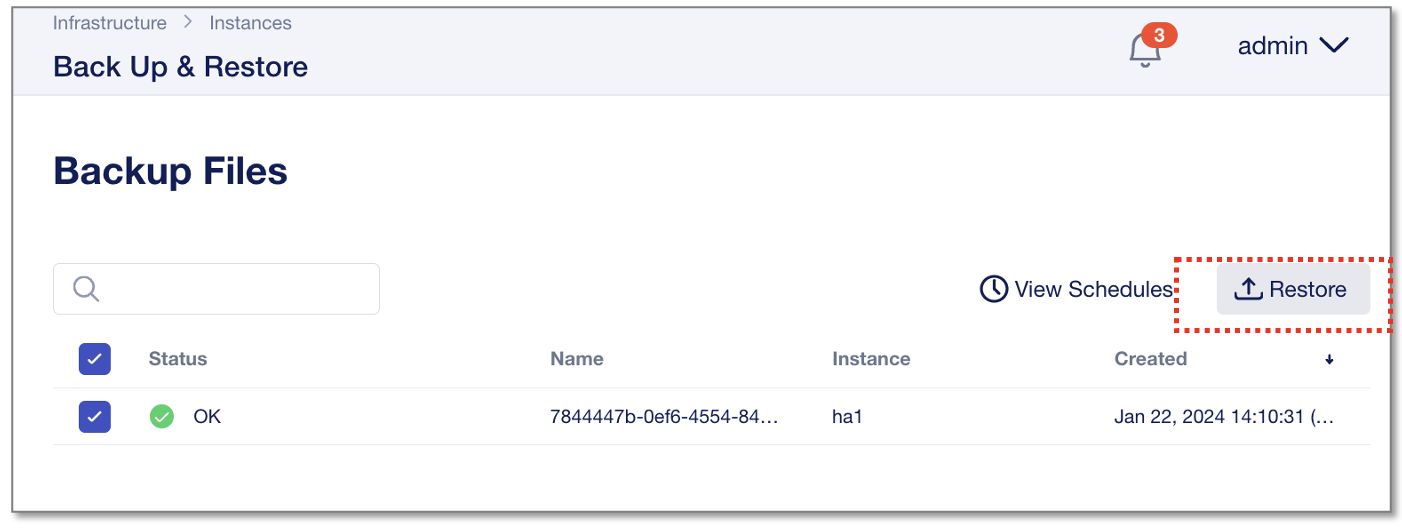 Infrastructure > Instances
3
admin
Back Up & Restore
Backup Files
View Schedules
Restore
Status Name Instance Created
OK 7844447b-0ef6-4554-84... ha1 Jan 22, 2024 14:10:31 (...